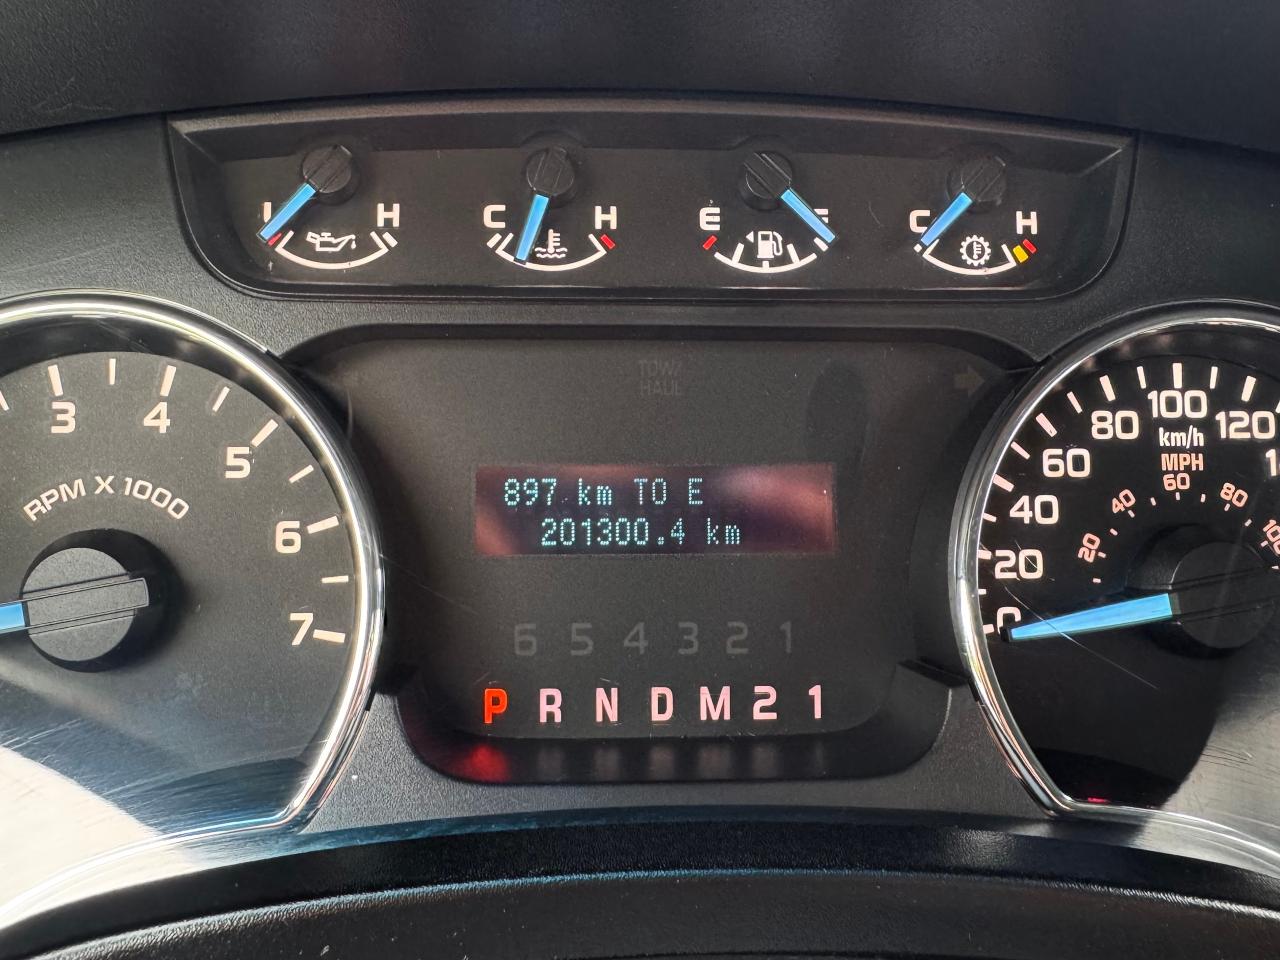 L H
C H
E F
C H
TOW/
HAUL
3 4 5 6 7
RPM X 1000
897 km TO E
201300.4 km
6 5 4 3 2 1
P R N D M 2 1
0 20 40 60 80 100 120
km/h
MPH
20 40 60 80 100